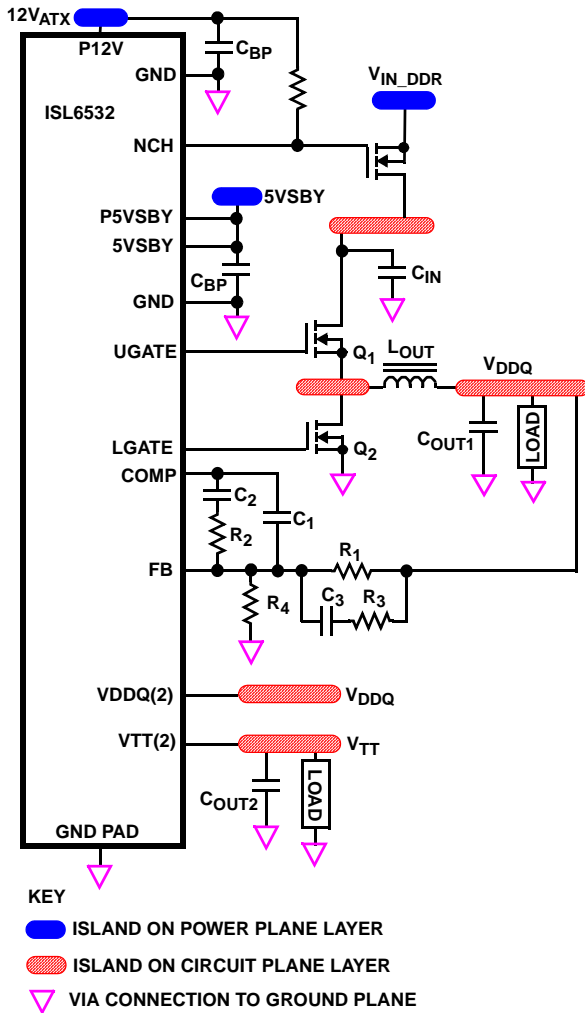 12VATX
P12V
CBP
GND
VIN_DDR
ISL6532
NCH
5VSBY
P5VSBY
5VSBY
CBP
CIN
GND
UGATE
Q1
LOUT
VDDQ
LGATE
Q2
COUT1
LOAD
COMP
C2
C1
R2
R1
FB
C3
R3
R4
VDDQ(2)
VDDQ
VTT(2)
VTT
COUT2
LOAD
GND PAD
KEY
ISLAND ON POWER PLANE LAYER
ISLAND ON CIRCUIT PLANE LAYER
VIA CONNECTION TO GROUND PLANE